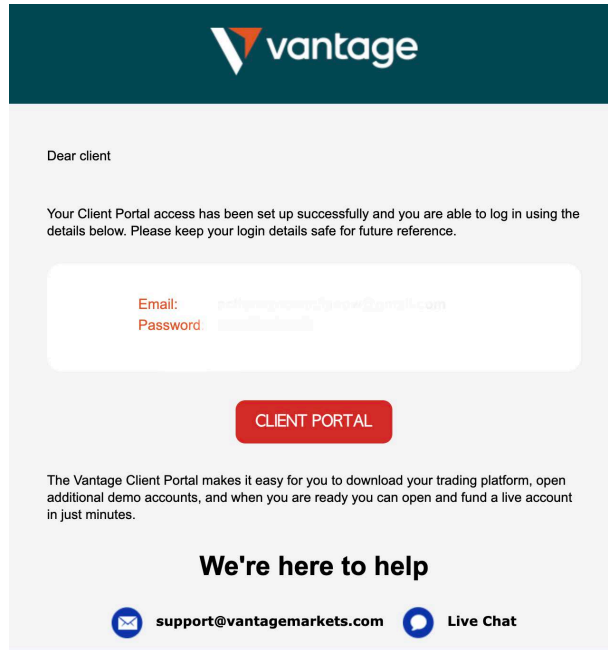 vantage
Dear client
Your Client Portal access has been set up successfully and you are able to log in using the
details below. Please keep your login details safe for future reference.
Email:
Password:
CLIENT PORTAL
The Vantage Client Portal makes it easy for you to download your trading platform, open
additional demo accounts, and when you are ready you can open and fund a live account
in just minutes.
We're here to help
support@vantagemarkets.com Live Chat